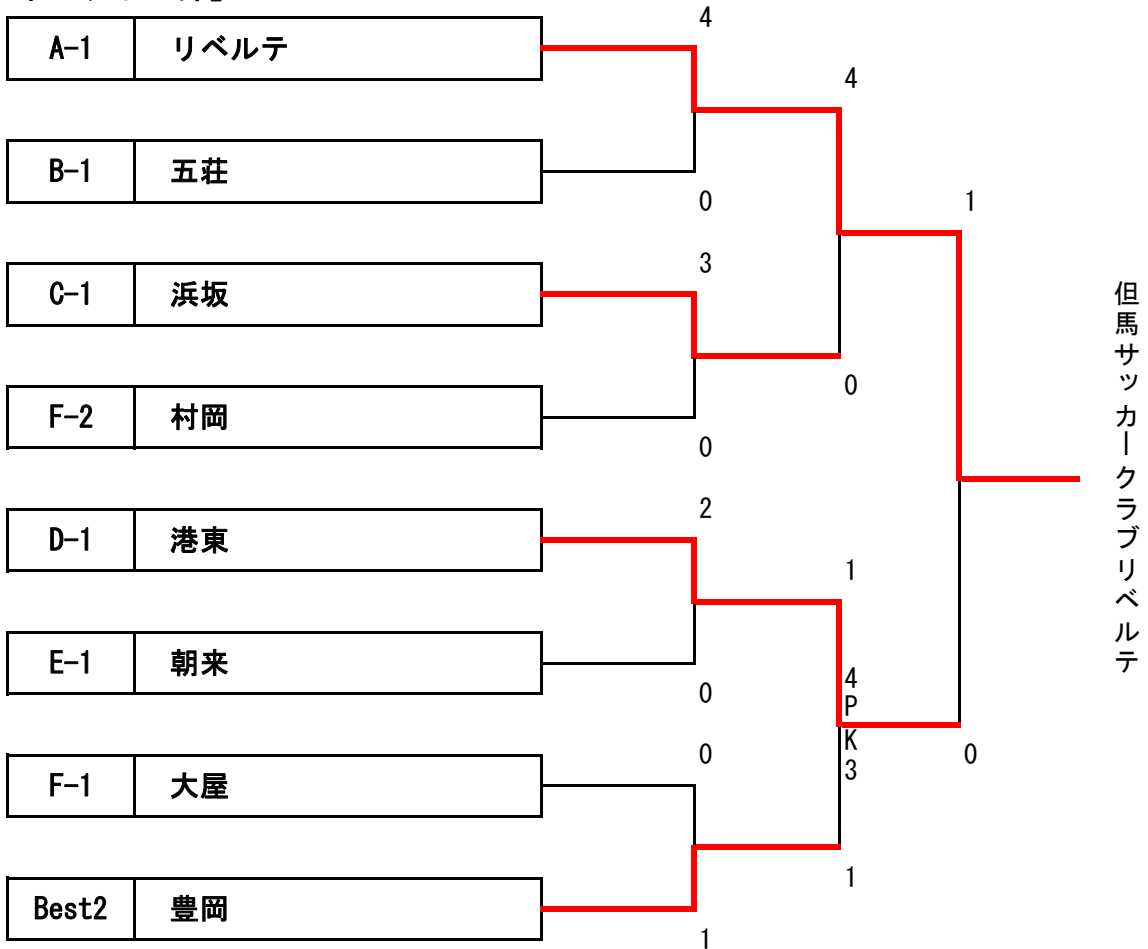 A-1 リベルテ
B-1 五荘
C-1 浜坂
F-2 村岡
D-1 港東
E-1 朝来
F-1 大屋
Best2 豊岡
4
0
3
0
2
0
0
1
4
0
1
4
P
K
3
1
1
0
但馬サッカークラブリベルテ